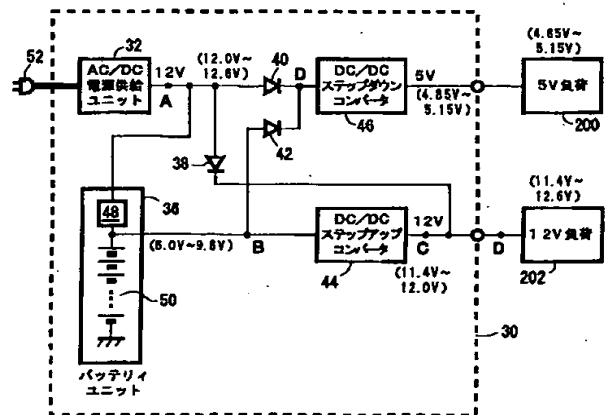 52
32
AC/DC
電源供給
ユニット
12V
A
(12.0V~
12.6V)
40
D
DC/DC
ステップダウン
コンバータ
46
5V
(4.85V~
5.15V)
(4.85V~
5.15V)
5V負荷
200
42
38
48
36
(6.0V~9.8V)
B
DC/DC
ステップアップ
コンバータ
44
12V
C
(11.4V~
12.0V)
D
(11.4V~
12.6V)
12V負荷
202
50
30
バッテリィ
ユニット